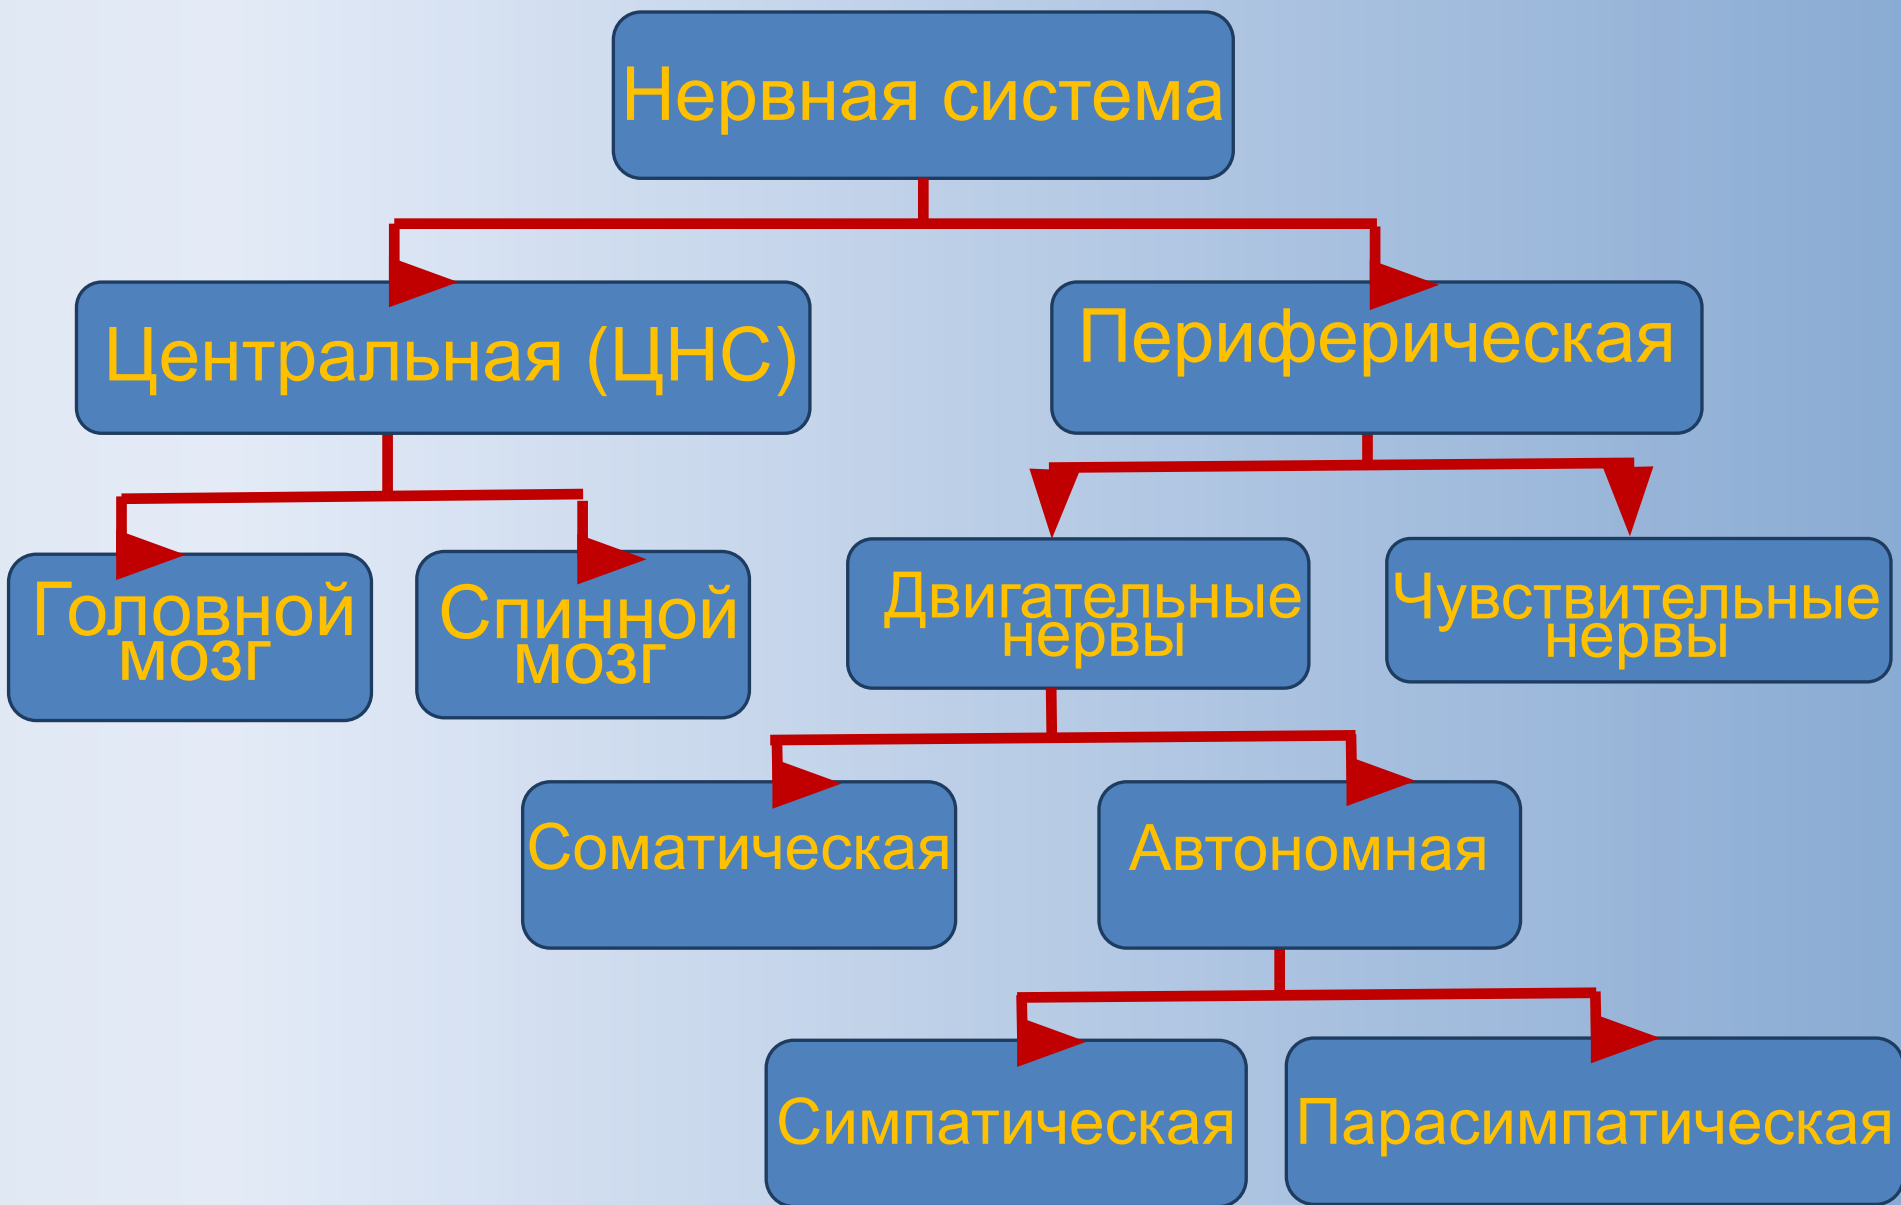 Нервная система
Центральная (ЦНС)
Периферическая
Головной
мозг
Спинной
мозг
Двигательные
нервы
Чувствительные
нервы
Соматическая
Автономная
Симпатическая
Парасимпатическая